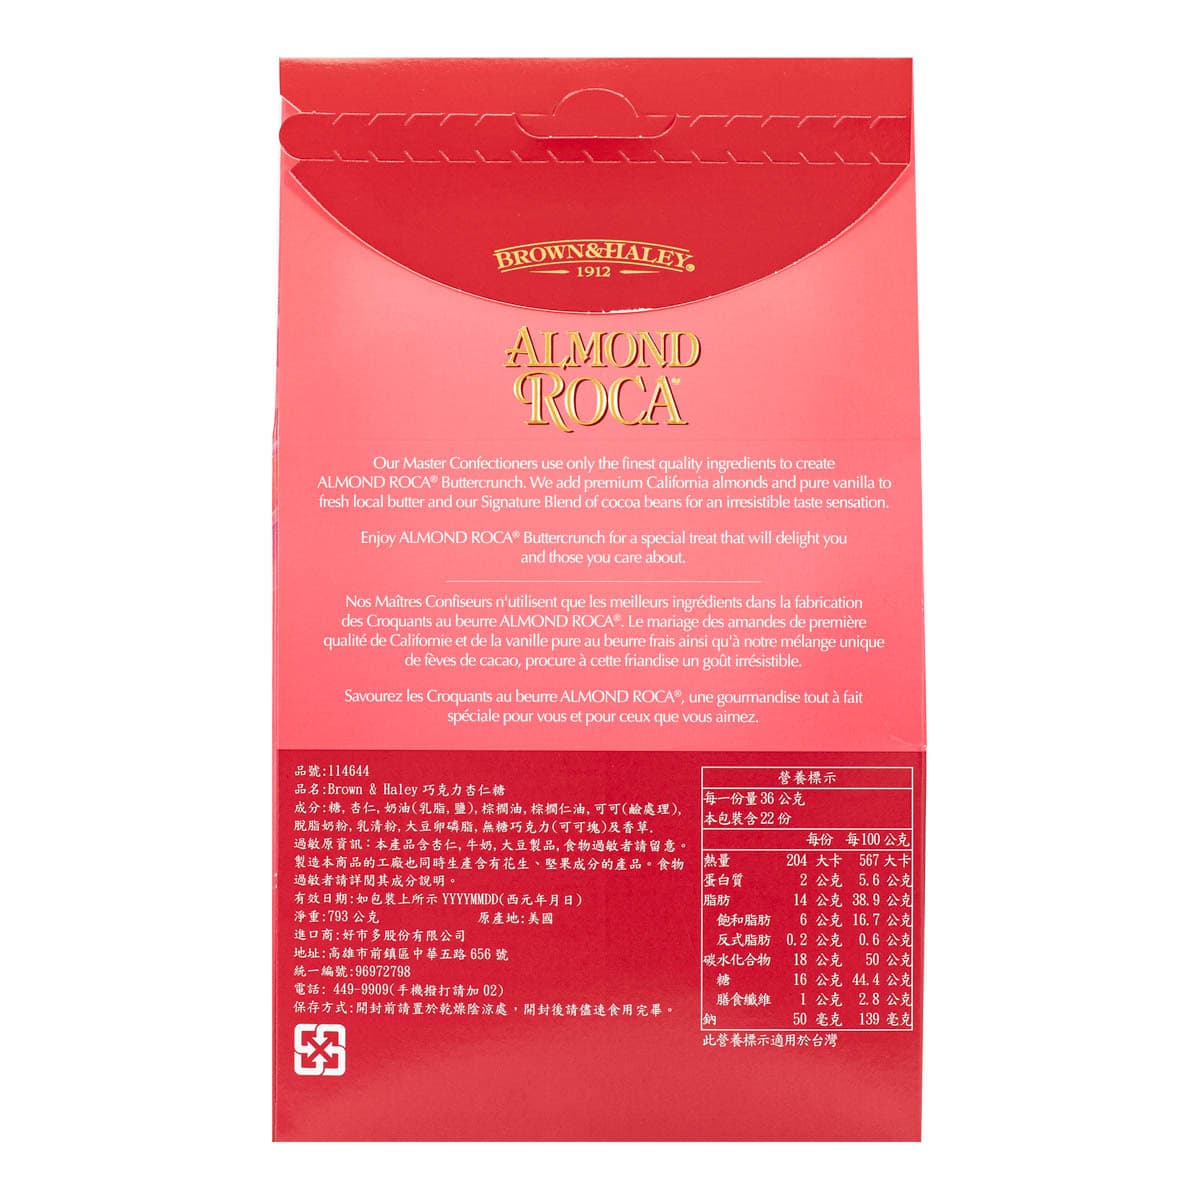 BROWN&HALEY®
1912
ALMOND
ROCA™
Our Master Confectioners use only the finest quality ingredients to create
ALMOND ROCA® Buttercrunch. We add premium California almonds and pure vanilla to
fresh local butter and our Signature Blend of cocoa beans for an irresistible taste sensation.
Enjoy ALMOND ROCA® Buttercrunch for a special treat that will delight you
and those you care about.
Nos Maîtres Confiseurs n'utilisent que les meilleurs ingrédients dans la fabrication
des Croquants au beurre ALMOND ROCA®. Le mariage des amandes de première
qualité de Californie et de la vanille pure au beurre frais ainsi qu'à notre mélange unique
de fèves de cacao, procure à cette friandise un goût irrésistible.
Savourez les Croquants au beurre ALMOND ROCA®, une gourmandise tout à fait
spéciale pour vous et pour ceux que vous aimez.
品號:114644
品名:Brown & Haley 巧克力杏仁糖
成分:糖,杏仁,奶油(乳脂,鹽),棕櫚油,棕櫚仁油,可可(鹼處理),
脫脂奶粉,乳清粉,大豆卵磷脂,無糖巧克力(可可塊)及香草.
過敏原資訊：本產品含杏仁,牛奶,大豆製品,食物過敏者請留意。
製造本商品的工廠也同時生產含有花生、堅果成分的產品。食物
過敏者請詳閱其成分說明。
有效日期:如包裝上所示 YYYYMMDD(西元年月日)
淨重:793 公克 原產地:美國
進口商:好市多股份有限公司
地址:高雄市前鎮區中華五路 656 號
統一編號:96972798
電話: 449-9909(手機撥打請加 02)
保存方式:開封前請置於乾燥陰涼處，開封後請儘速食用完畢。
營養標示
每一份量 36 公克
本包裝含 22 份
每份 每 100 公克
熱量 204 大卡 567 大卡
蛋白質 2 公克 5.6 公克
脂肪 14 公克 38.9 公克
飽和脂肪 6 公克 16.7 公克
反式脂肪 0.2 公克 0.6 公克
碳水化合物 18 公克 50 公克
糖 16 公克 44.4 公克
膳食纖維 1 公克 2.8 公克
鈉 50 毫克 139 毫克
此營養標示適用於台灣